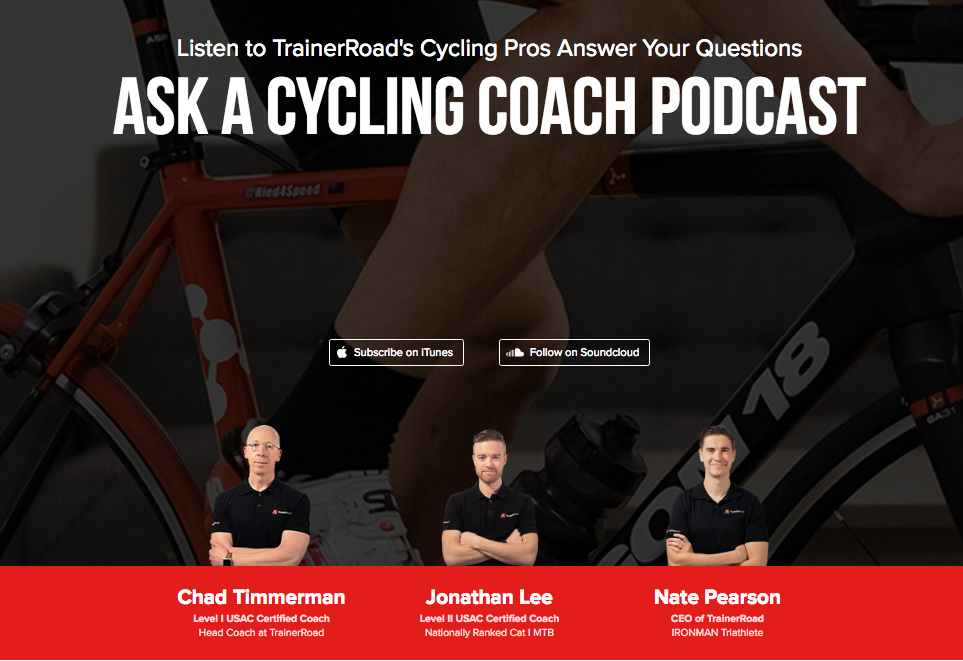 Listen to TrainerRoad's Cycling Pros Answer Your Questions
ASK A CYCLING COACH PODCAST
@Nied4Speed
Subscribe on iTunes
Follow on Soundcloud
18
Chad Timmerman
Level I USAC Certified Coach
Head Coach at TrainerRoad
Jonathan Lee
Level II USAC Certified Coach
Nationally Ranked Cat I MTB
Nate Pearson
CEO of TrainerRoad
IRONMAN Triathlete